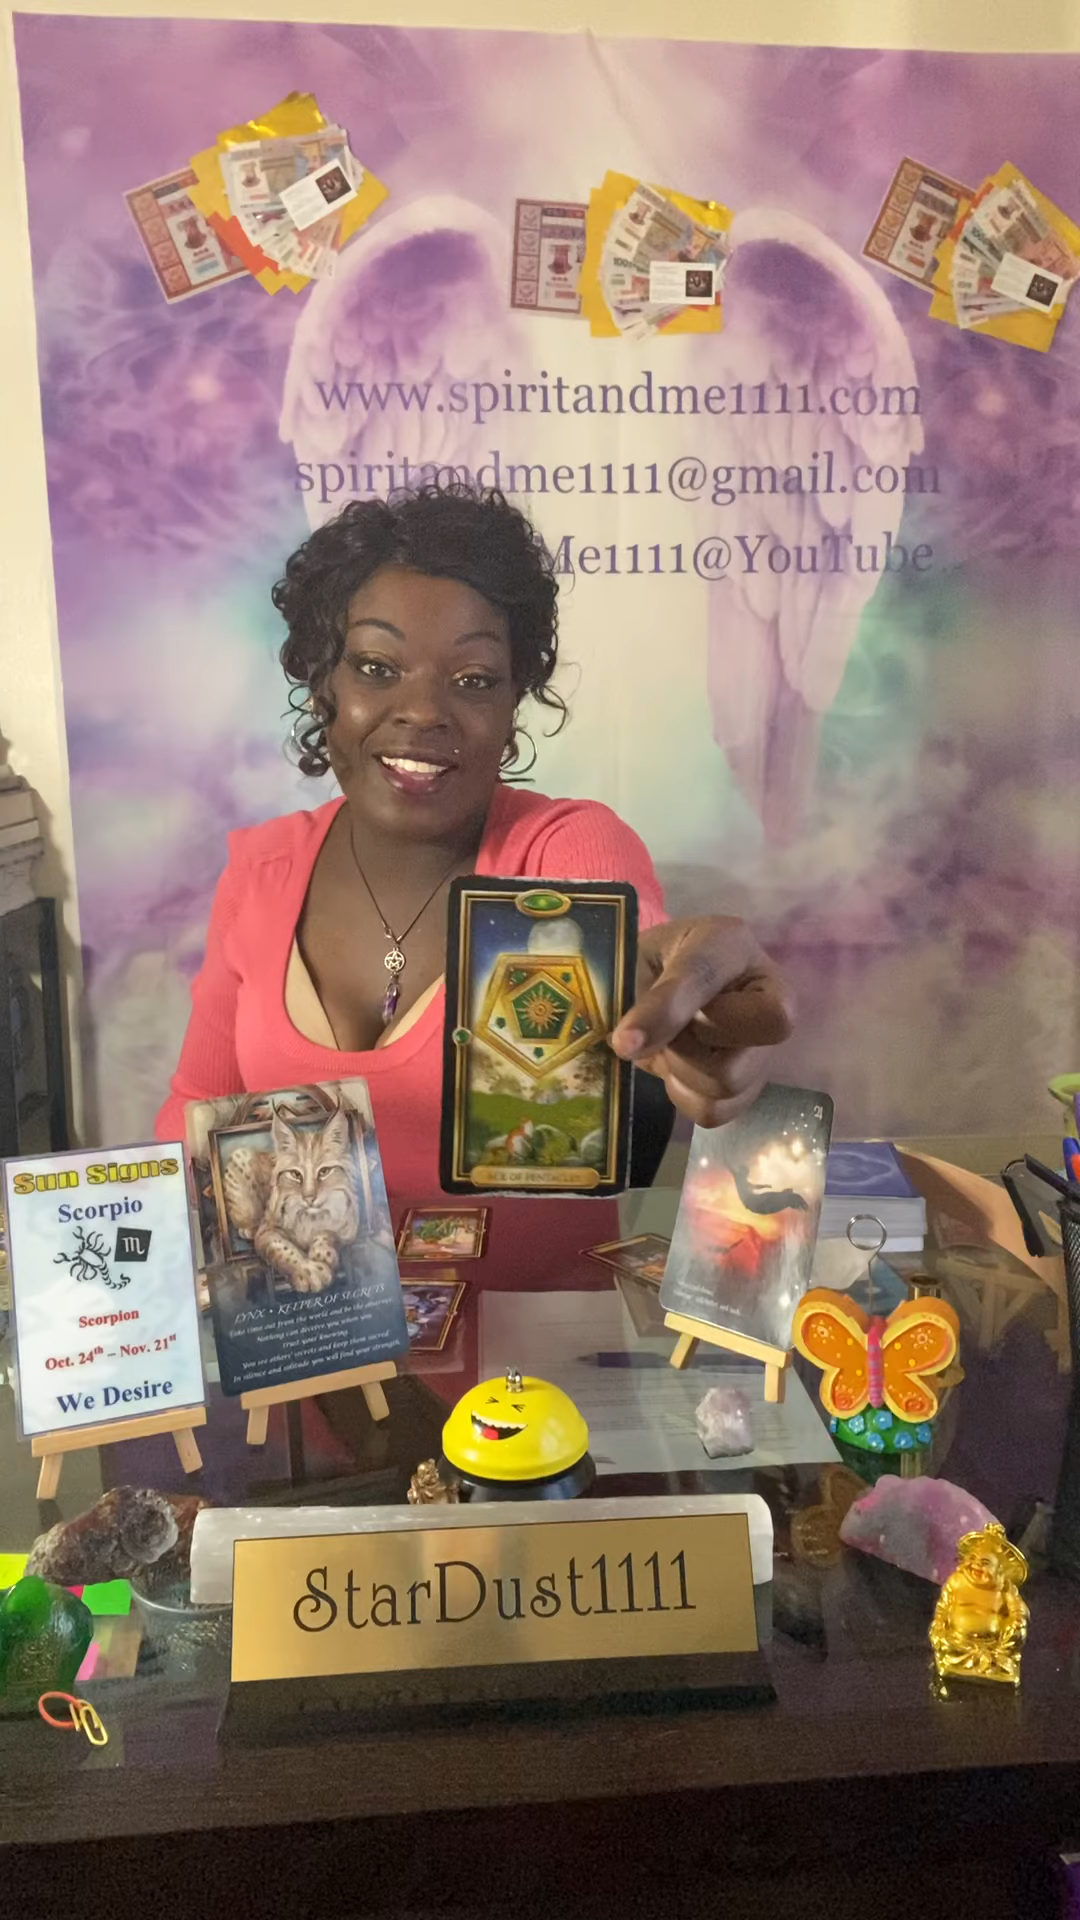 www.spiritandme1111.com
spiritandme1111@gmail.com
Me1111@YouTube
ACE OF PENTACLES
Sun Signs
Scorpio
♏
Scorpion
Oct. 24th – Nov. 21st
We Desire
LYNX • KEEPER OF SECRETS
Take time out from the world and be the observer.
Nothing can deceive you when you
trust your knowing.
You are others' secrets and keep them sacred
In silence and solitude you will find your strength.
21
StarDust1111